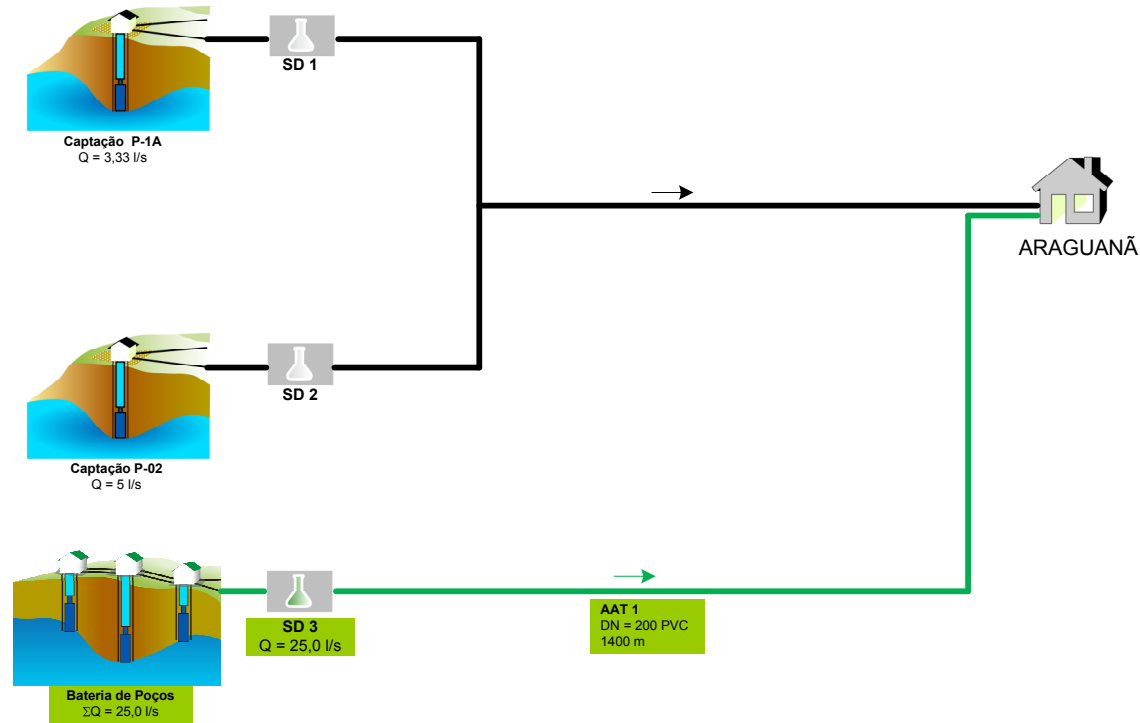 SD 1
Captação P-1A
Q = 3,33 l/s
ARAGUANÃ
SD 2
Captação P-02
Q = 5 l/s
SD 3
Q = 25,0 l/s
AAT 1
DN = 200 PVC
1400 m
Bateria de Poços
ΣQ = 25,0 l/s